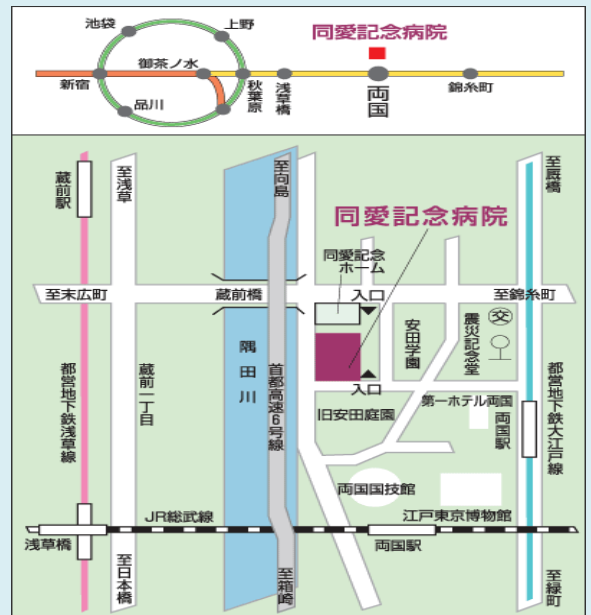 池袋
上野
同愛記念病院
御茶ノ水
新宿
品川
秋葉原
浅草橋
両国
錦糸町
蔵前駅
至浅草
至向島
至厩橋
同愛記念病院
同愛記念
ホーム
至末広町
蔵前橋
入口
至錦糸町
安田学園
震災記念堂
交
都営地下鉄浅草線
蔵前一丁目
隅田川
首都高速6号線
入口
旧安田庭園
第一ホテル両国
両国駅
都営地下鉄大江戸線
両国国技館
JR総武線
江戸東京博物館
浅草橋
両国駅
至日本橋
至箱崎
至緑町